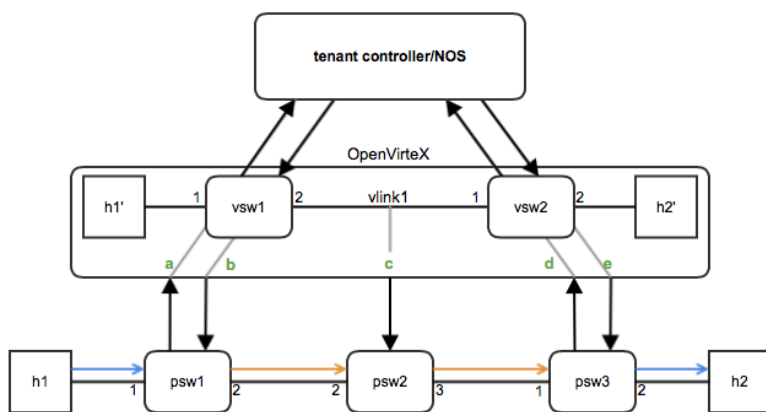 tenant controller/NOS
OpenVirteX
h1'
1
vsw1
2
vlink1
1
vsw2
2
h2'
a
b
c
d
e
h1
1
psw1
2
2
psw2
3
1
psw3
2
h2